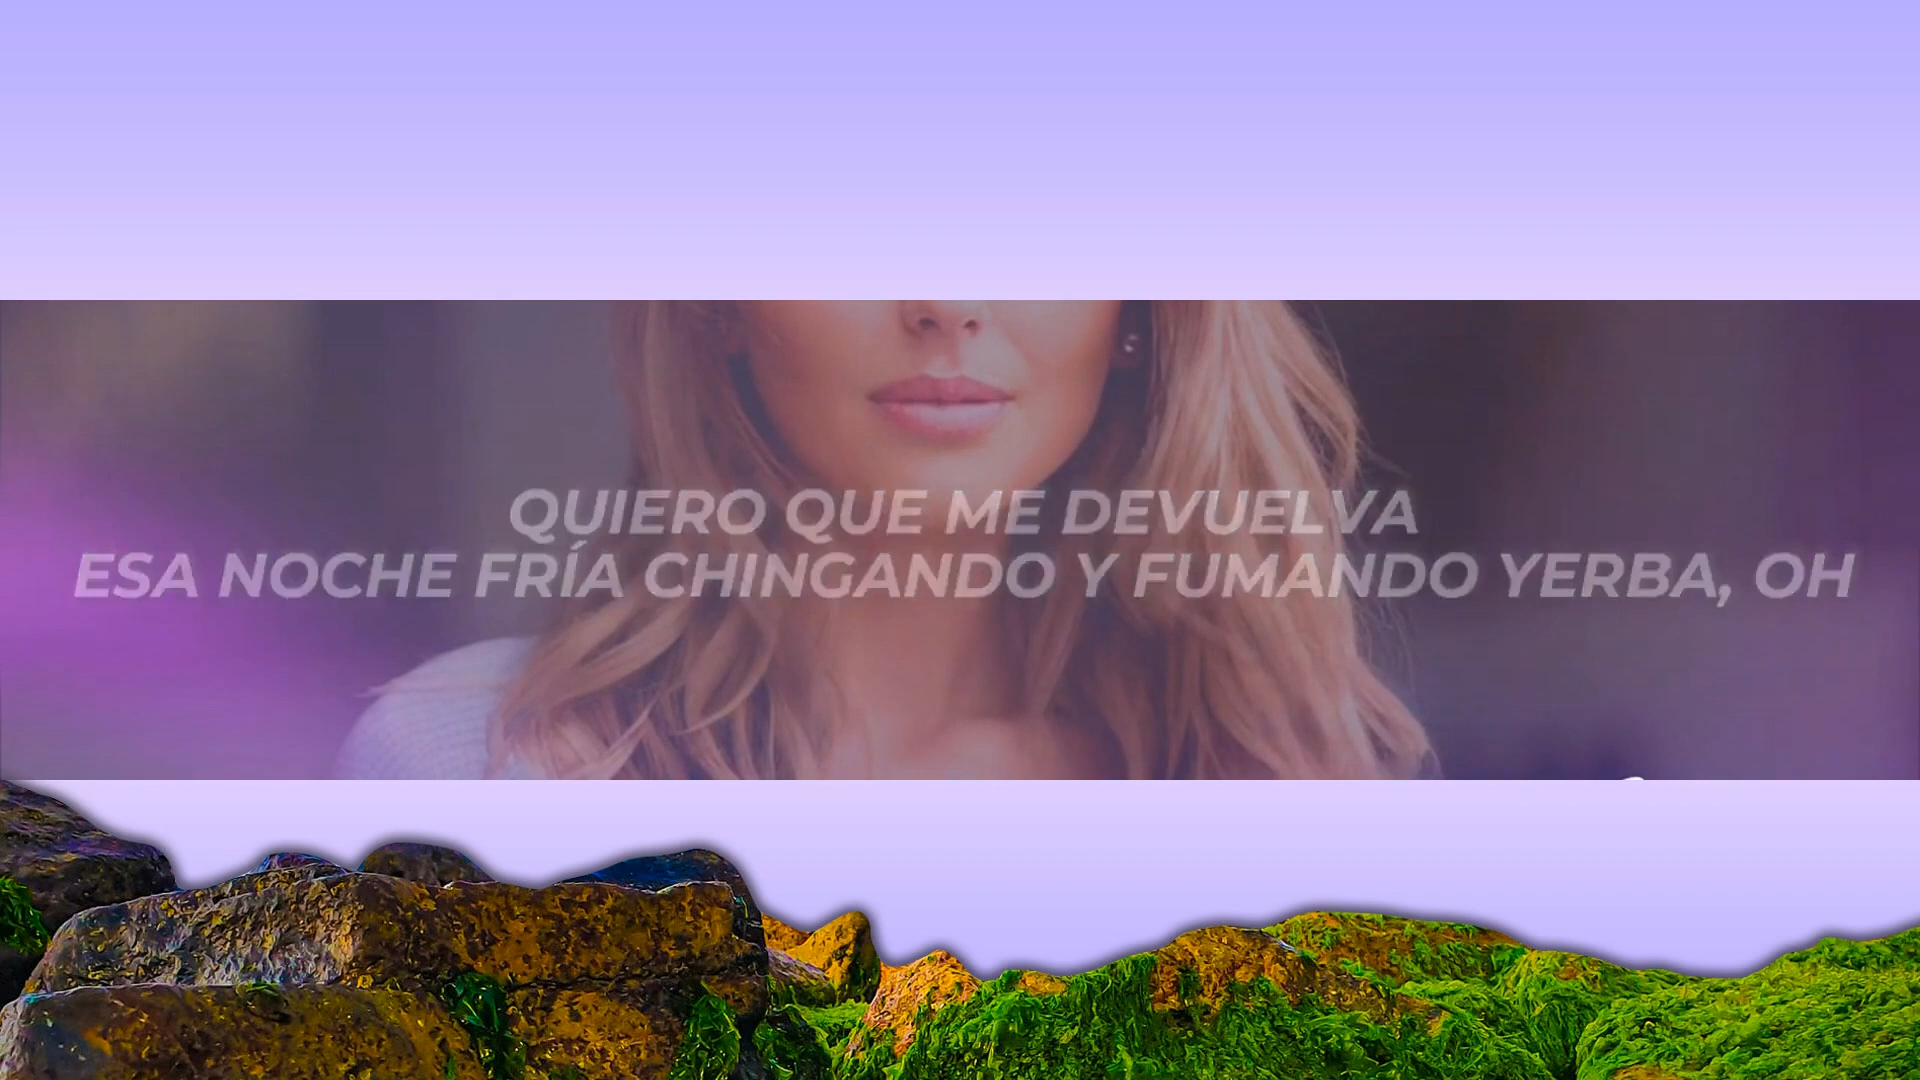 QUIERO QUE ME DEVUELVA
ESA NOCHE FRÍA CHINGANDO Y FUMANDO YERBA, OH